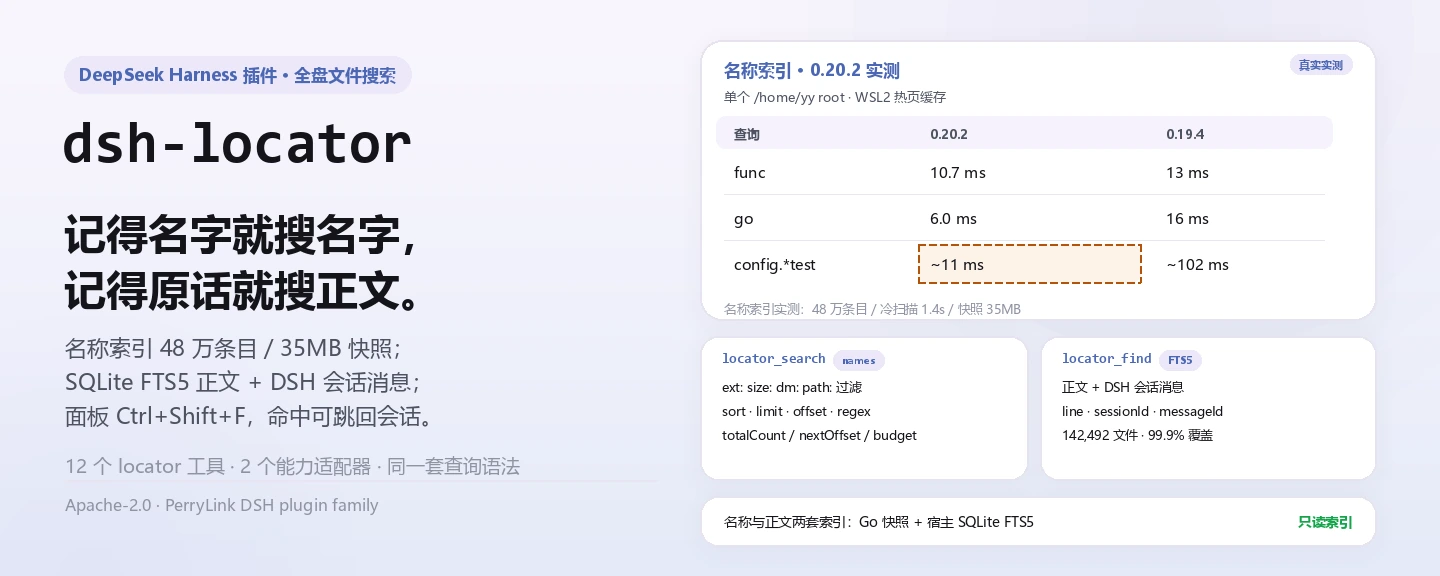 DeepSeek Harness 插件 · 全盘文件搜索
dsh-locator
记得名字就搜名字，
记得原话就搜正文。
名称索引 48 万条目 / 35MB 快照；
SQLite FTS5 正文 + DSH 会话消息；
面板 Ctrl+Shift+F，命中可跳回会话。
12 个 locator 工具 · 2 个能力适配器 · 同一套查询语法
Apache-2.0 · PerryLink DSH plugin family
名称索引 · 0.20.2 实测
真实实测
单个 /home/yy root · WSL2 热页缓存
查询 0.20.2 0.19.4
func 10.7 ms 13 ms
go 6.0 ms 16 ms
config.*test ~11 ms ~102 ms
名称索引实测：48 万条目 / 冷扫描 1.4s / 快照 35MB
locator_search names
ext: size: dm: path: 过滤
sort · limit · offset · regex
totalCount / nextOffset / budget
locator_find FTS5
正文 + DSH 会话消息
line · sessionId · messageId
142,492 文件 · 99.9% 覆盖
名称与正文两套索引：Go 快照 + 宿主 SQLite FTS5
只读索引